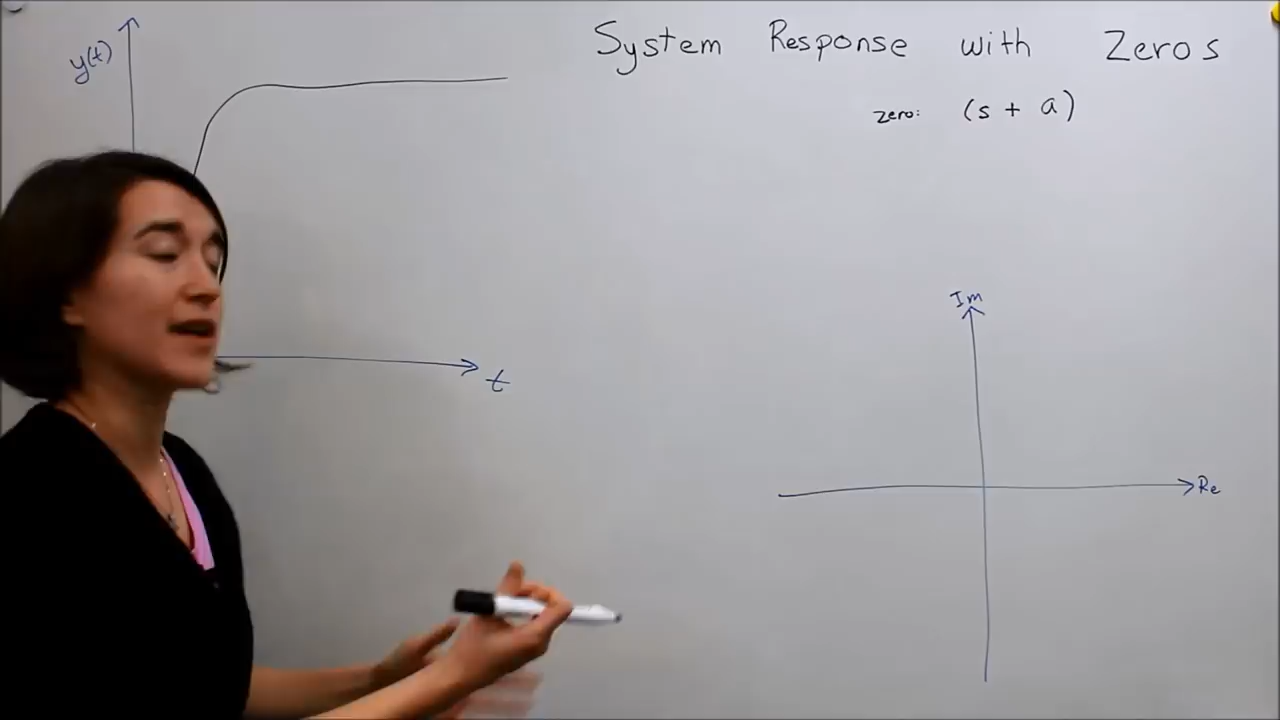 System Response with Zeros
zero: (s + a)
y(t)
t
Im
Re